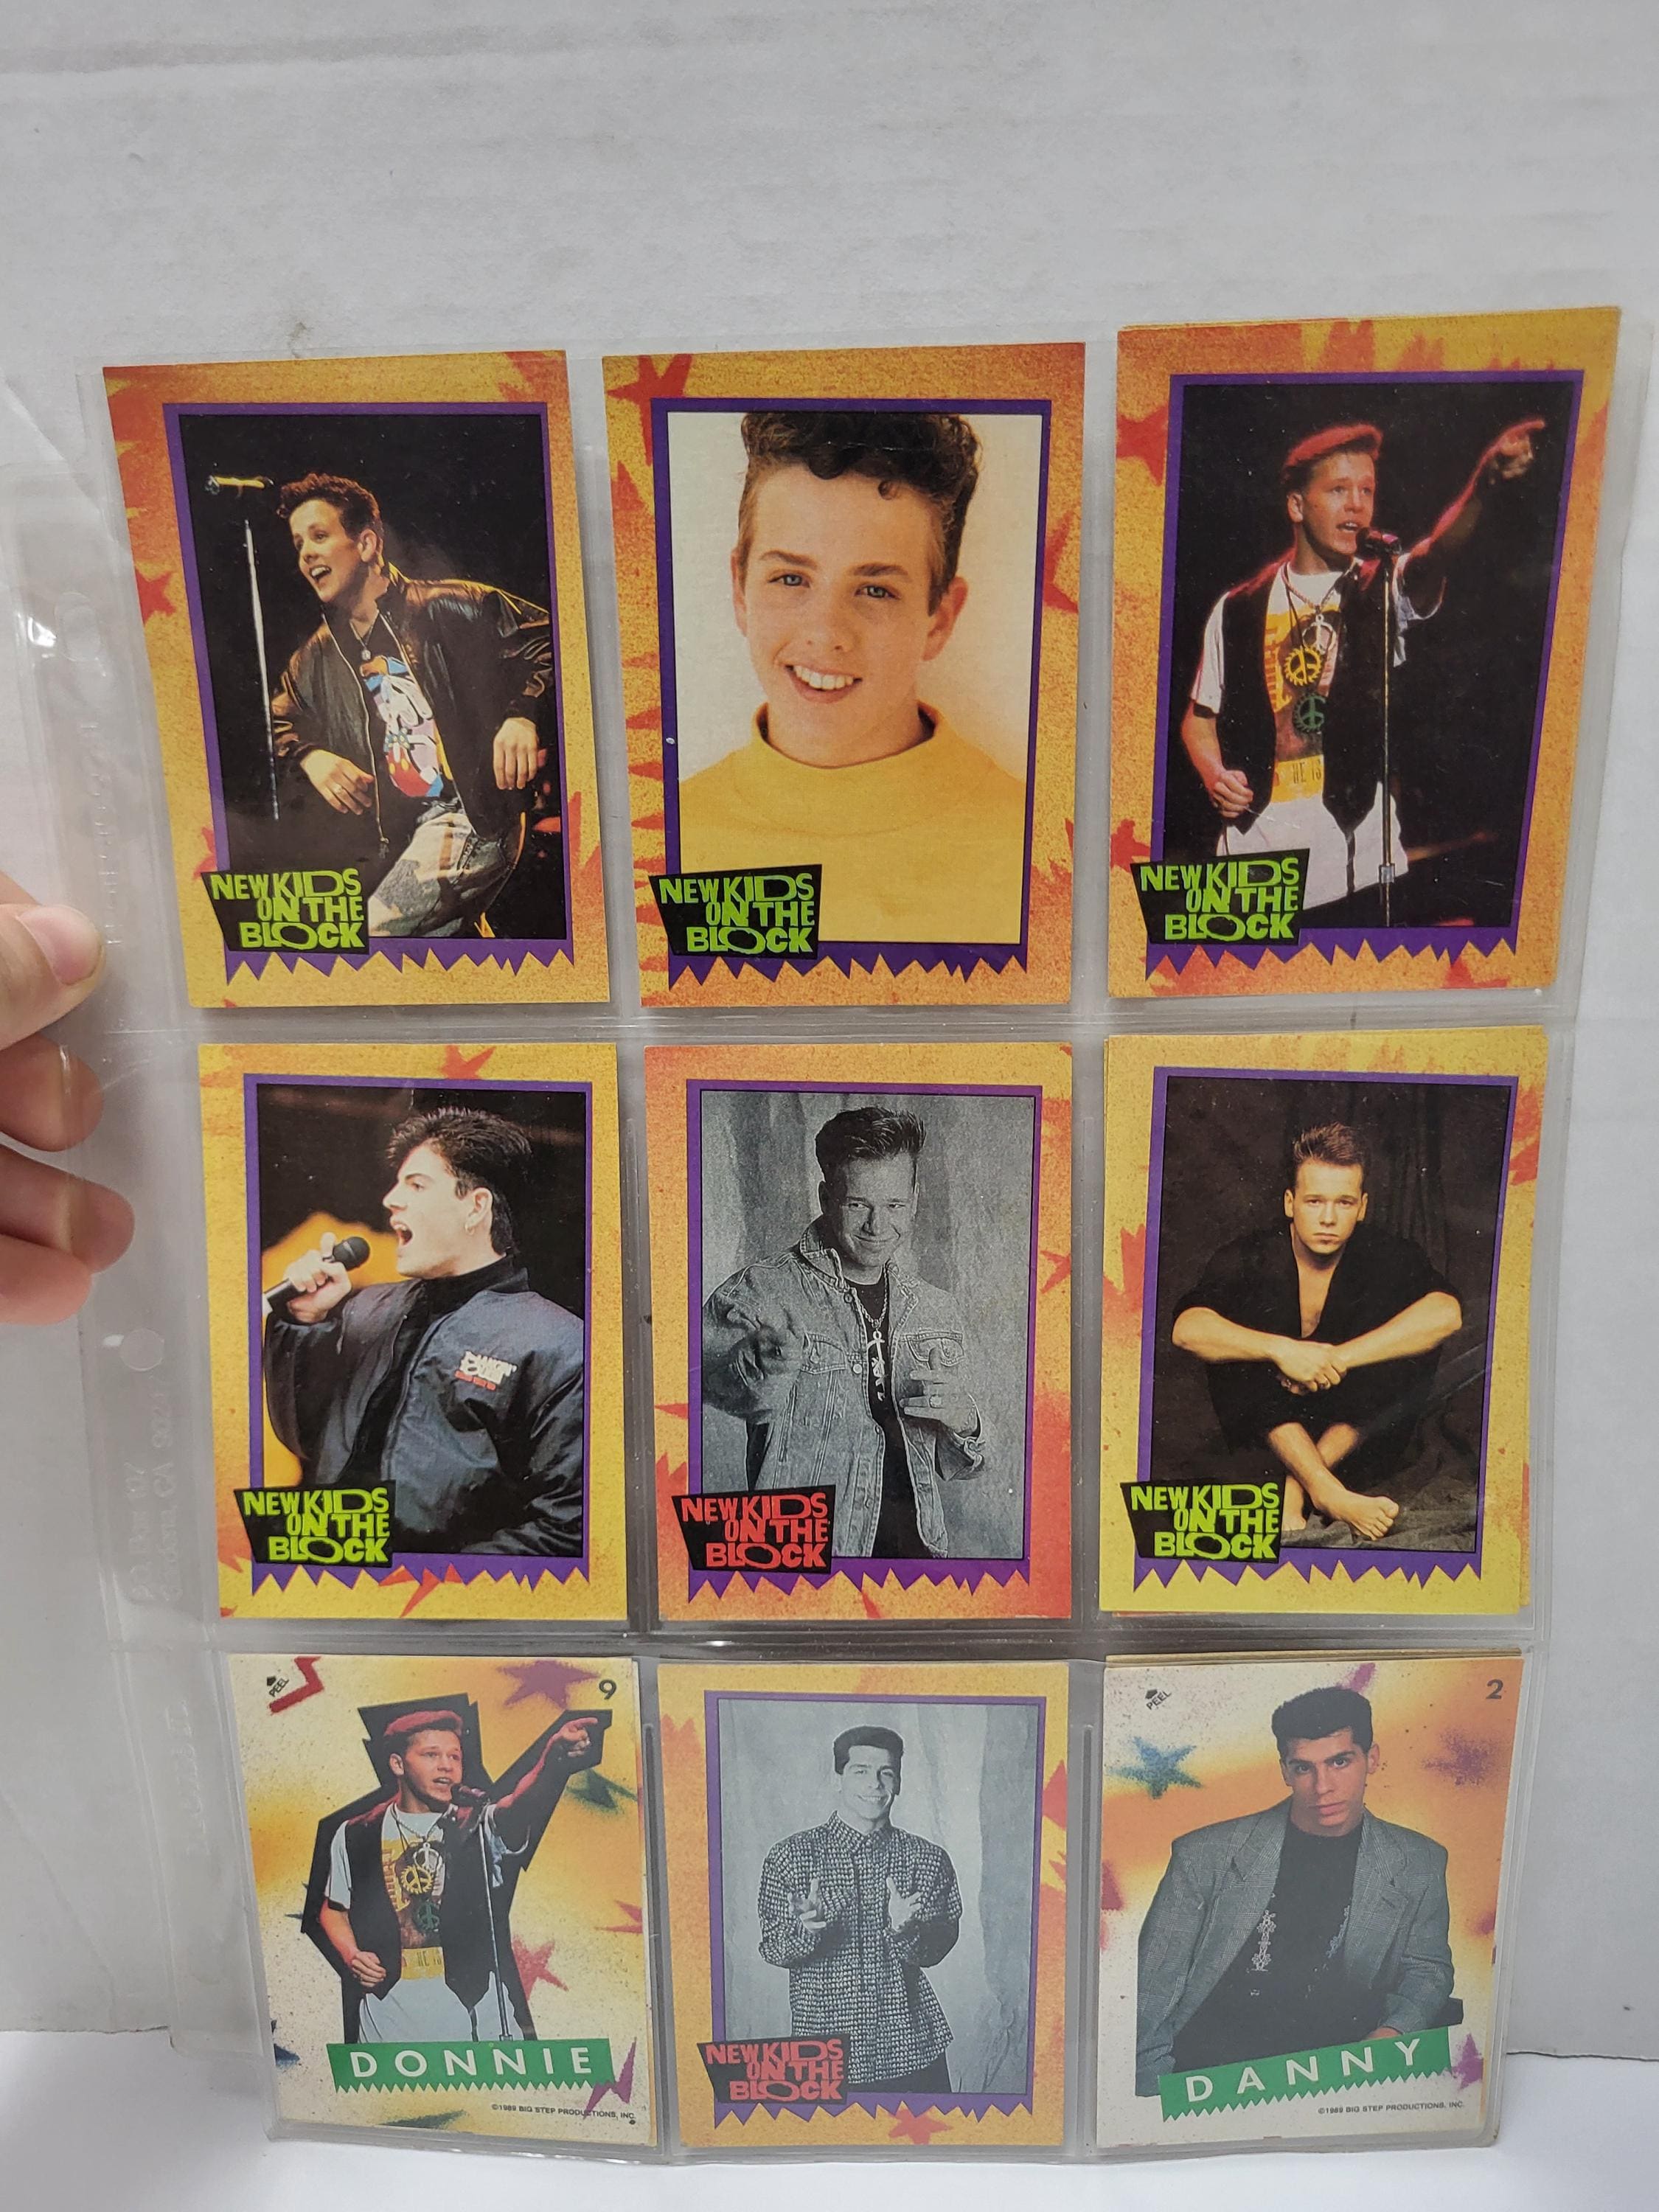 NEW KIDS
ON THE
BLOCK
NEW KIDS
ON THE
BLOCK
HE IS
NEW KIDS
ON THE
BLOCK
NEW KIDS
ON THE
BLOCK
NEW KIDS
ON THE
BLOCK
NEW KIDS
ON THE
BLOCK
PEEL
9
DONNIE
©1989 BIG STEP PRODUCTIONS, INC.
NEW KIDS
ON THE
BLOCK
PEEL
2
DANNY
©1989 BIG STEP PRODUCTIONS, INC.